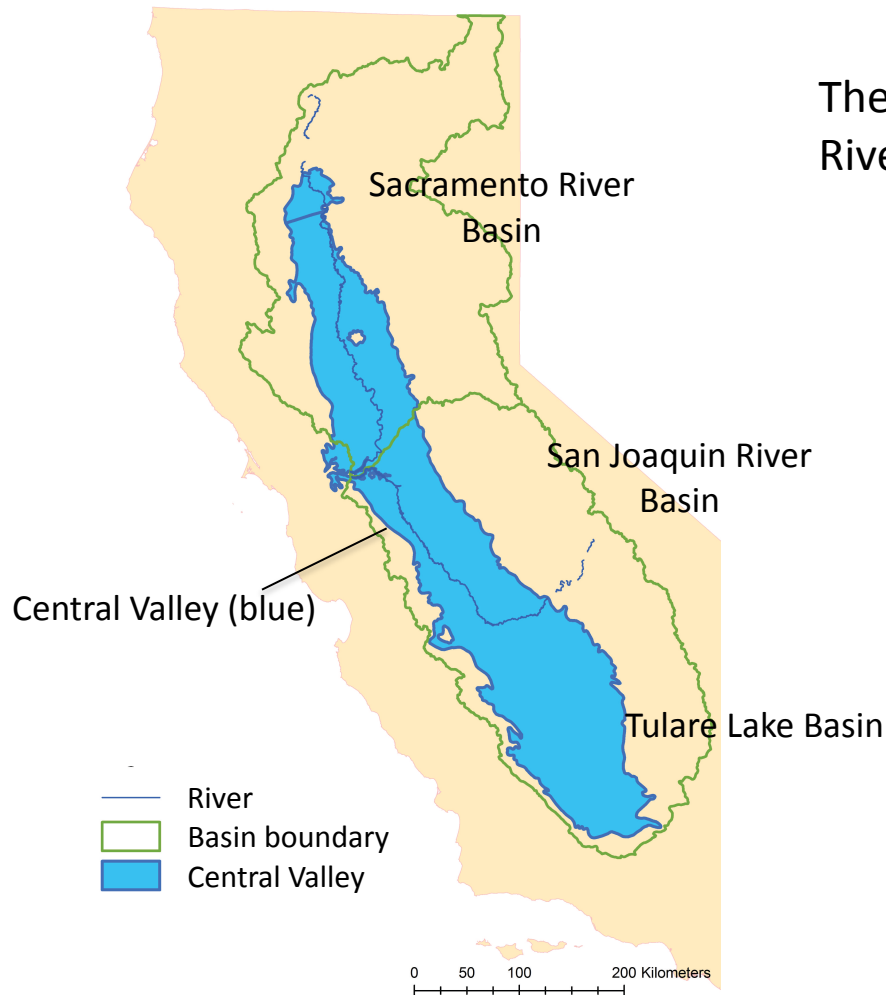 The
Sacramento River
Basin
San Joaquin River
Basin
Central Valley (blue)
Tulare Lake Basin
River
Basin boundary
Central Valley
0 50 100 200 Kilometers